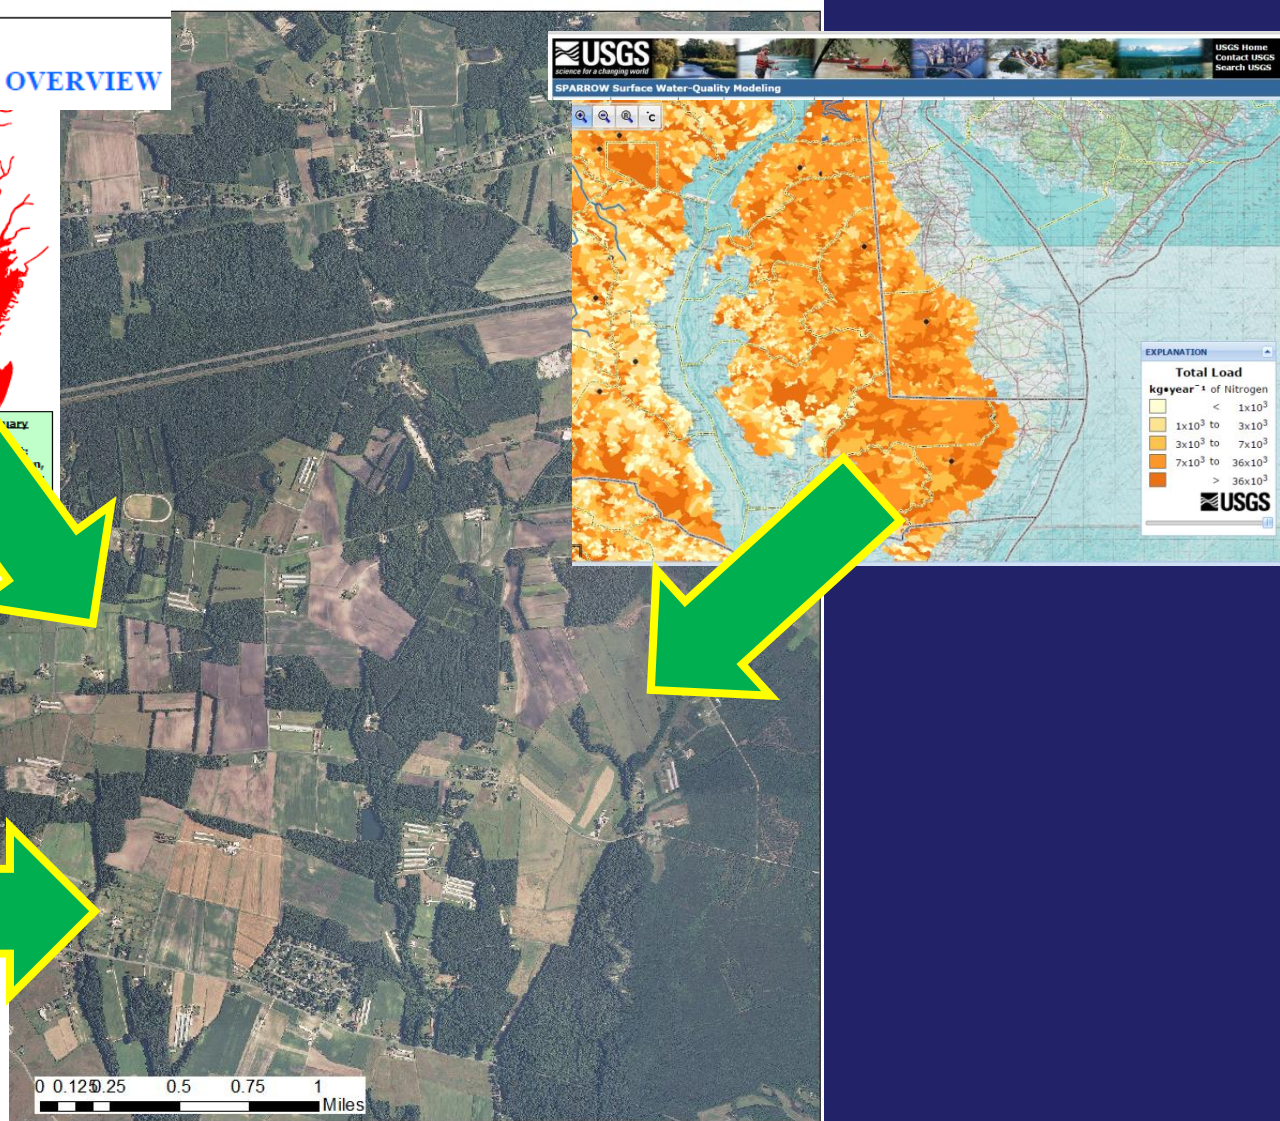 OVERVIEW
USGS
science for a changing world
USGS Home
Contact USGS
Search USGS
SPARROW Surface Water-Quality Modeling
°C
EXPLANATION
Total Load
kg•year⁻¹ of Nitrogen
< 1x10³
1x10³ to 3x10³
3x10³ to 7x10³
7x10³ to 36x10³
> 36x10³
USGS
0 0.125 0.25 0.5 0.75 1
Miles